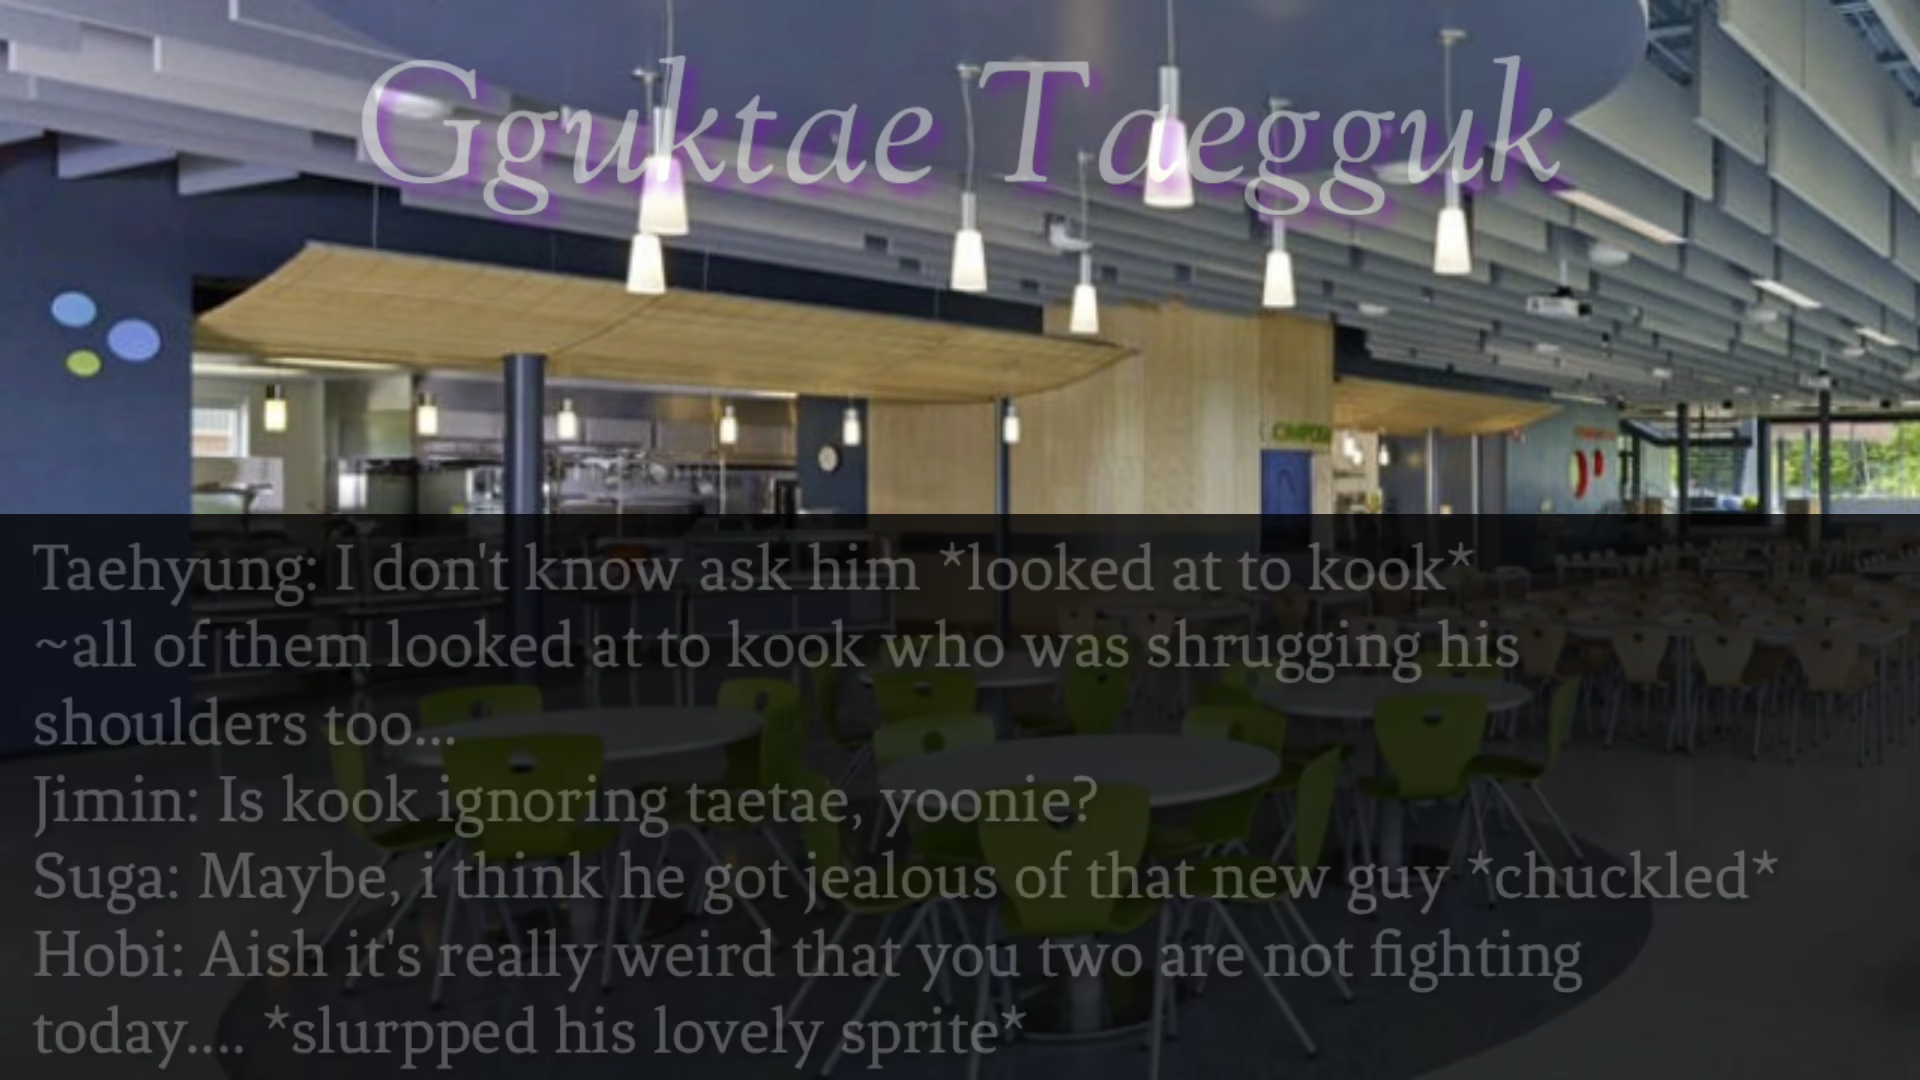 Gguktae Taegguk
Taehyung: I don't know ask him *looked at to kook*
~all of them looked at to kook who was shrugging his
shoulders too...
Jimin: Is kook ignoring taetae, yoonie?
Suga: Maybe, i think he got jealous of that new guy *chuckled*
Hobi: Aish it's really weird that you two are not fighting
today.... *slurpped his lovely sprite*